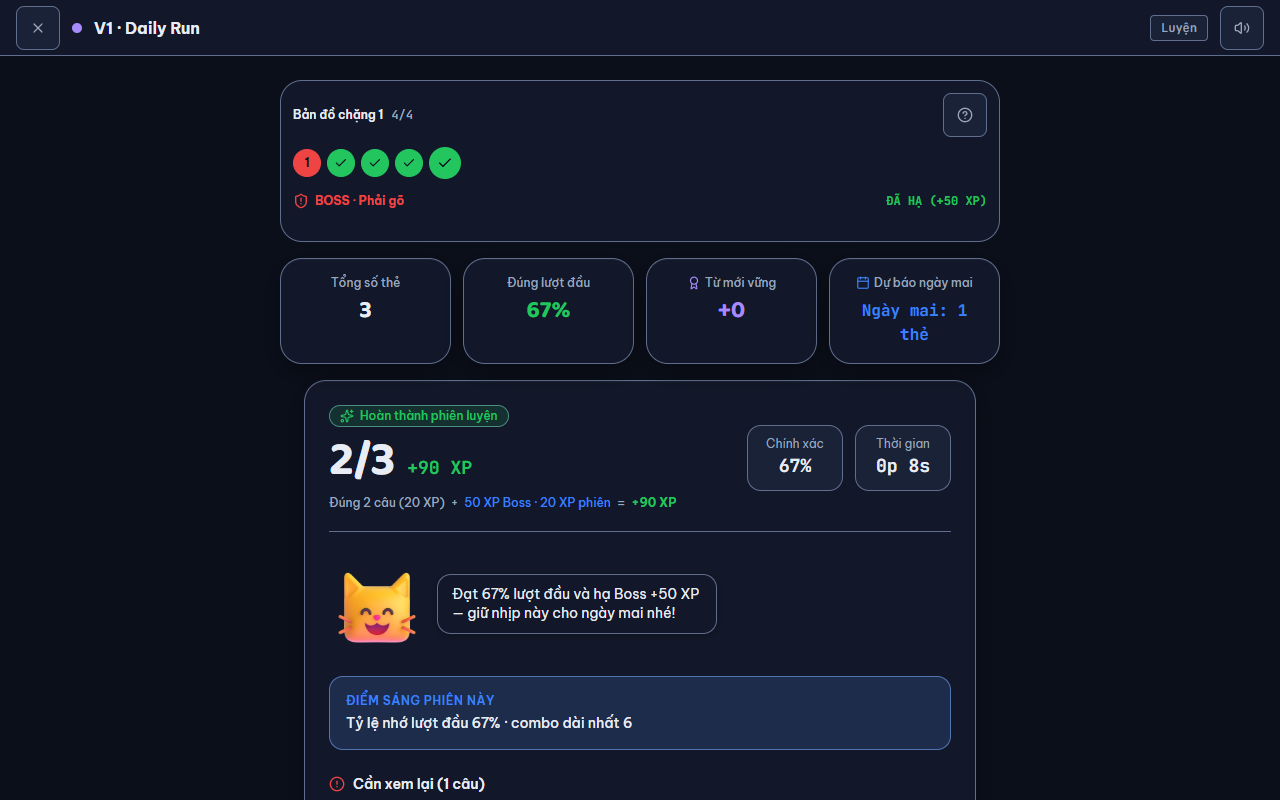 V1 · Daily Run
Luyện
Bản đồ chặng 1 4/4
1
BOSS · Phải gõ
ĐÃ HẠ (+50 XP)
Tổng số thẻ
3
Đúng lượt đầu
67%
Từ mới vững
+0
Dự báo ngày mai
Ngày mai: 1
thẻ
Hoàn thành phiên luyện
2/3 +90 XP
Đúng 2 câu (20 XP) + 50 XP Boss · 20 XP phiên = +90 XP
Chính xác
67%
Thời gian
0p 8s
Đạt 67% lượt đầu và hạ Boss +50 XP
— giữ nhịp này cho ngày mai nhé!
ĐIỂM SÁNG PHIÊN NÀY
Tỷ lệ nhớ lượt đầu 67% · combo dài nhất 6
Cần xem lại (1 câu)